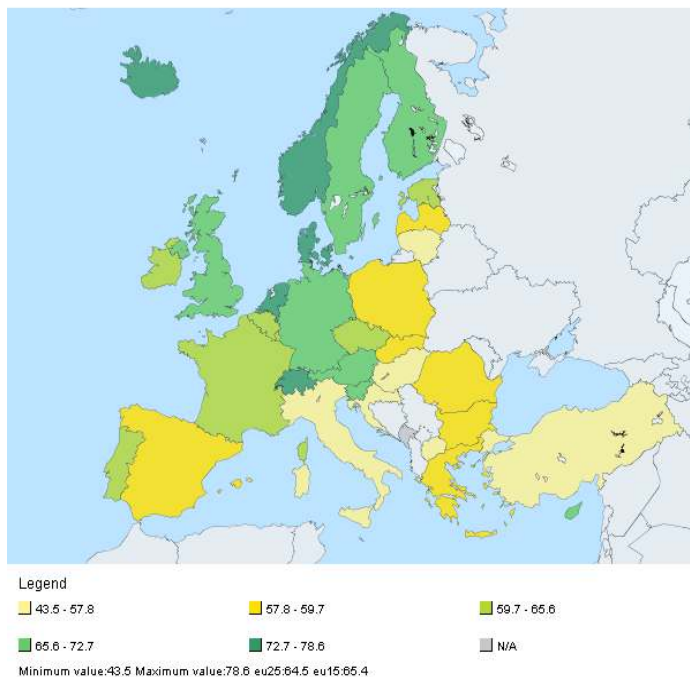 Legend
43.5 - 57.8
57.8 - 59.7
59.7 - 65.6
65.6 - 72.7
72.7 - 78.6
N/A
Minimum value:43.5 Maximum value:78.6 eu25:64.5 eu15:65.4